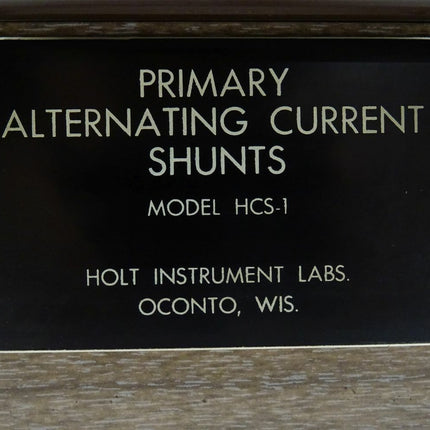 PRIMARY
ALTERNATING CURRENT
SHUNTS
MODEL HCS-1
HOLT INSTRUMENT LABS.
OCONTO, WIS.